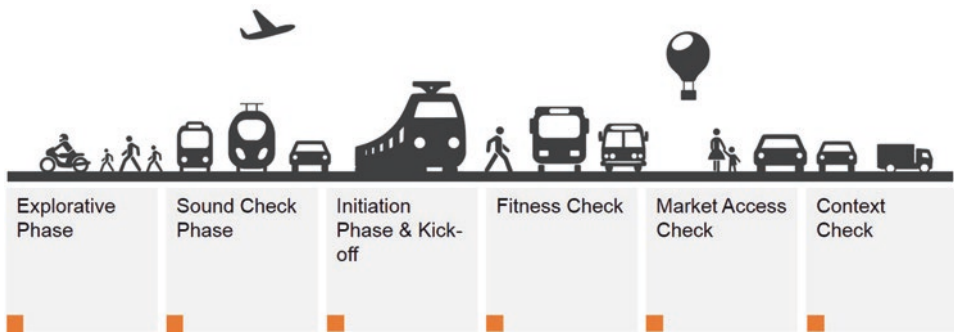 Explorative
Phase
Sound Check
Phase
Initiation
Phase & Kick-
off
Fitness Check
Market Access
Check
Context
Check